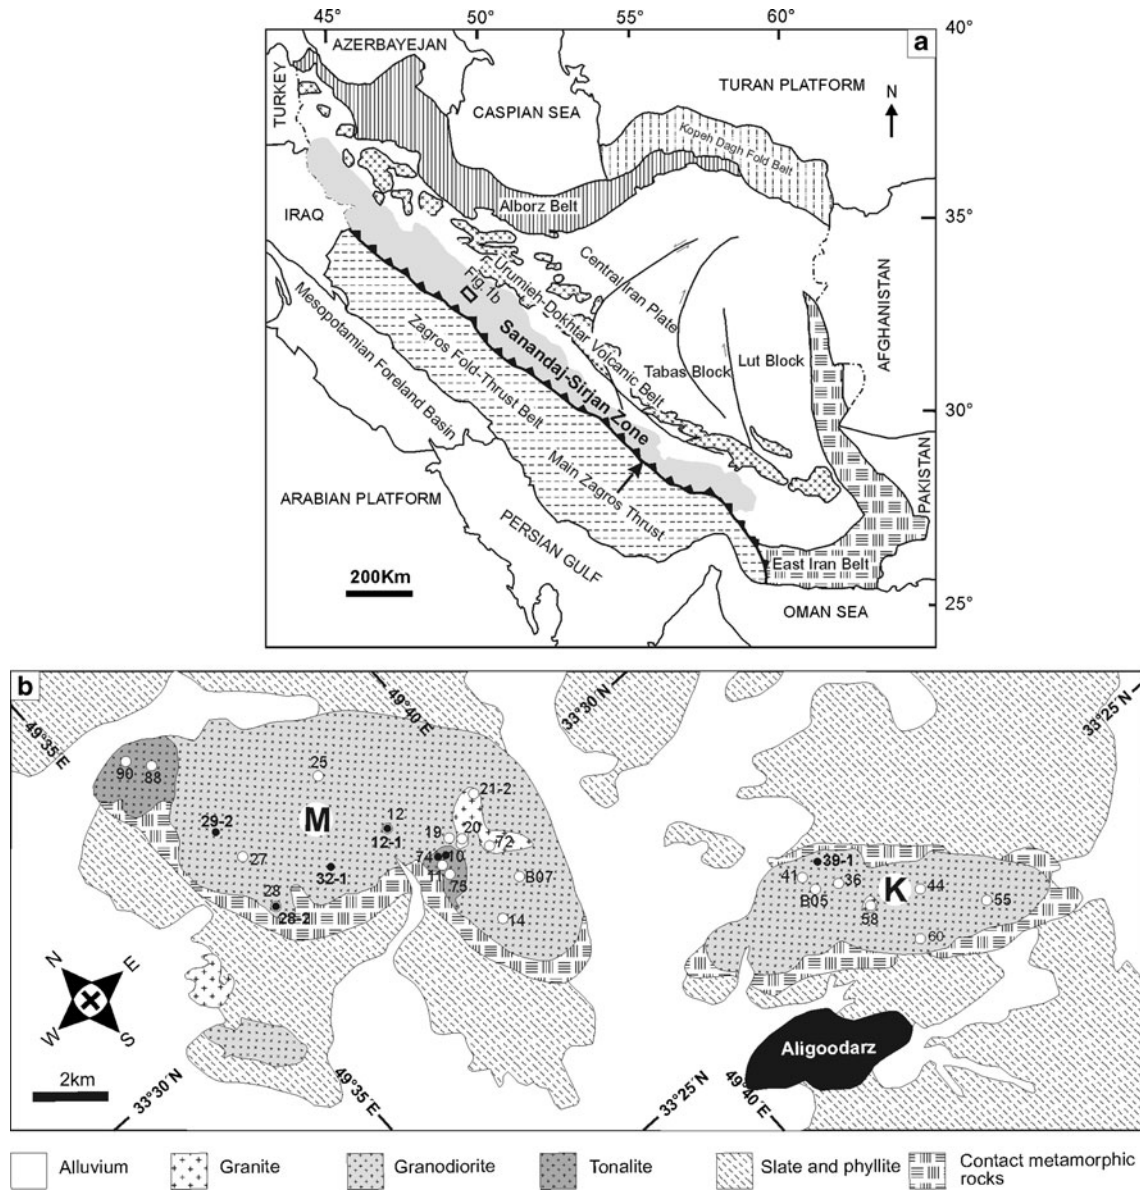 45°
50°
55°
60°
40°
AZERBAYEJAN
a
TURKEY
CASPIAN SEA
TURAN PLATFORM
N
Kopeh Dagh Fold Belt
Alborz Belt
IRAQ
35°
Urumieh-Dokhtar Volcanic Belt
Central Iran Plate
Fig. 1b
AFGHANISTAN
Mesopotamian Foreland Basin
Zagros Fold-Thrust Belt
Sanandaj-Sirjan Zone
Tabas Block
Lut Block
30°
Main Zagros Thrust
ARABIAN PLATFORM
PAKISTAN
PERSIAN GULF
East Iran Belt
200Km
OMAN SEA
25°
b
49°35´E
49°40´E
33°30´N
33°25´N
90
88
25
21-2
29-2
M
12
12-1
19
20
72
74
10
27
32-1
11
75
B07
28
28-2
14
39-1
41
36
K
44
B05
58
55
60
N
E
W
S
Aligoodarz
2km
33°30´N
49°35´E
33°25´N
49°40´E
Alluvium
Granite
Granodiorite
Tonalite
Slate and phyllite
Contact metamorphic
rocks